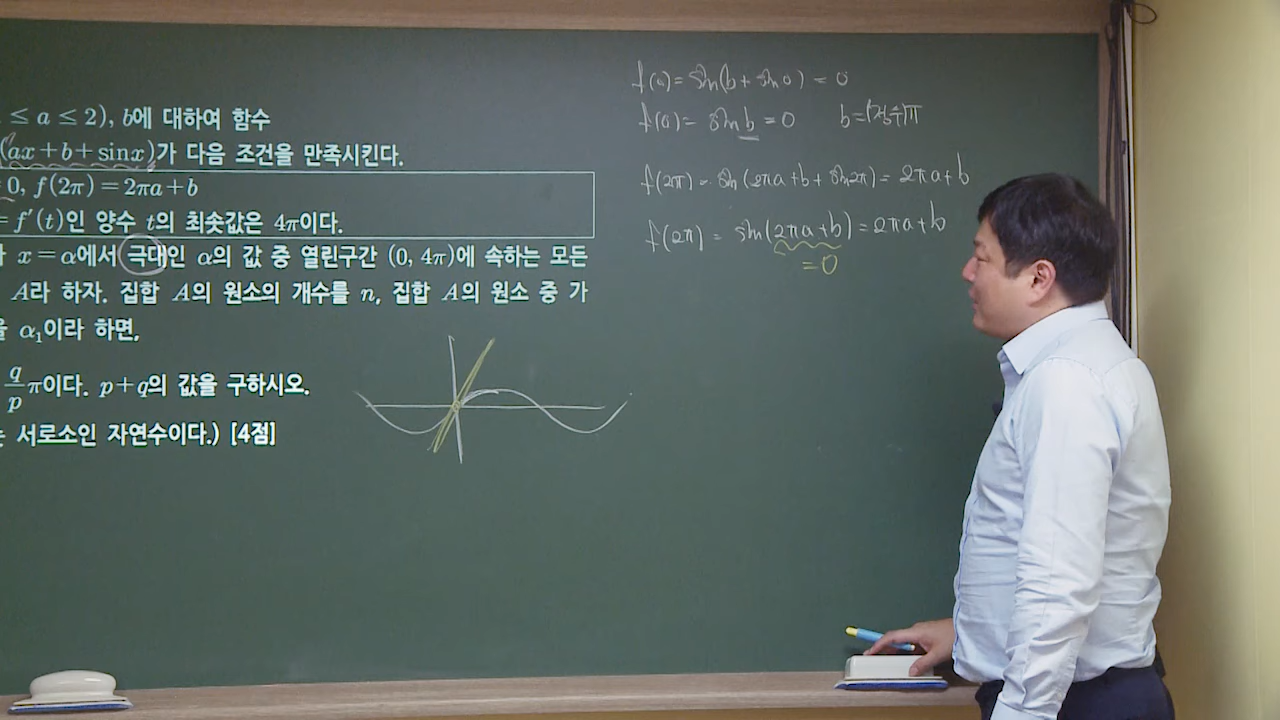 ≤ a ≤ 2), b에 대하여 함수
(ax+b+sinx)가 다음 조건을 만족시킨다.
0, f(2π)=2πa+b
=f′(t)인 양수 t의 최솟값은 4π이다.
x=α에서 극대인 α의 값 중 열린구간 (0, 4π)에 속하는 모든
A라 하자. 집합 A의 원소의 개수를 n, 집합 A의 원소 중 가
α₁이라 하면,
q/p π이다. p+q의 값을 구하시오.
서로소인 자연수이다.) [4점]
f(0)=sin(b+sin0)=0
f(0)=sinb=0 b=(정수)π
f(2π)=sin(2πa+b+sin2π)=2πa+b
f(2π)=sin(2πa+b)=2πa+b
=0